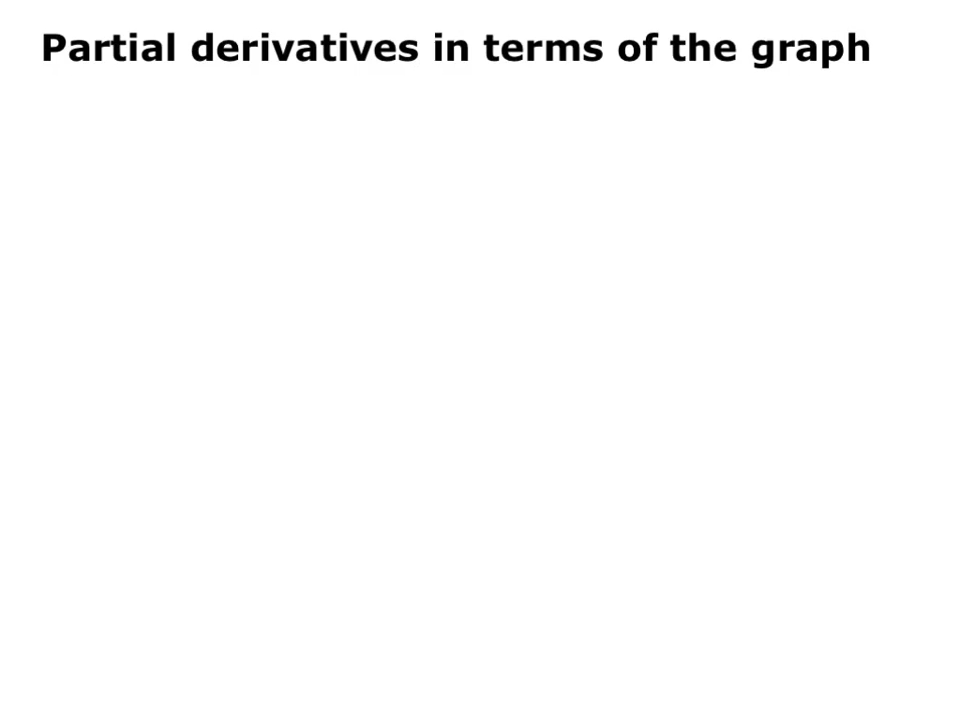 Partial derivatives in terms of the graph